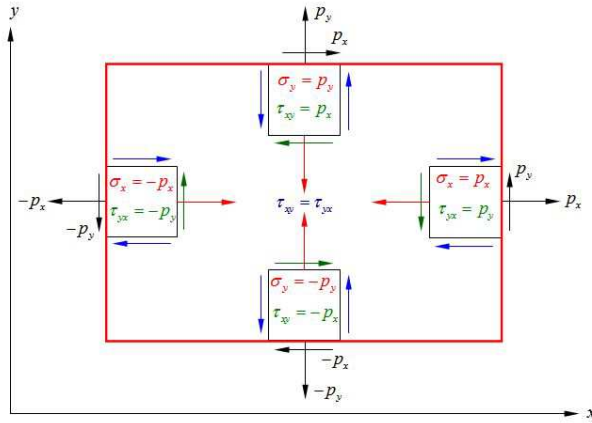 y
p_y
p_x
σ_y = p_y
τ_xy = p_x
σ_x = −p_x
τ_yx = −p_y
−p_x
−p_y
τ_xy = τ_yx
σ_x = p_x
τ_yx = p_y
p_y
p_x
σ_y = −p_y
τ_xy = −p_x
−p_x
−p_y
x